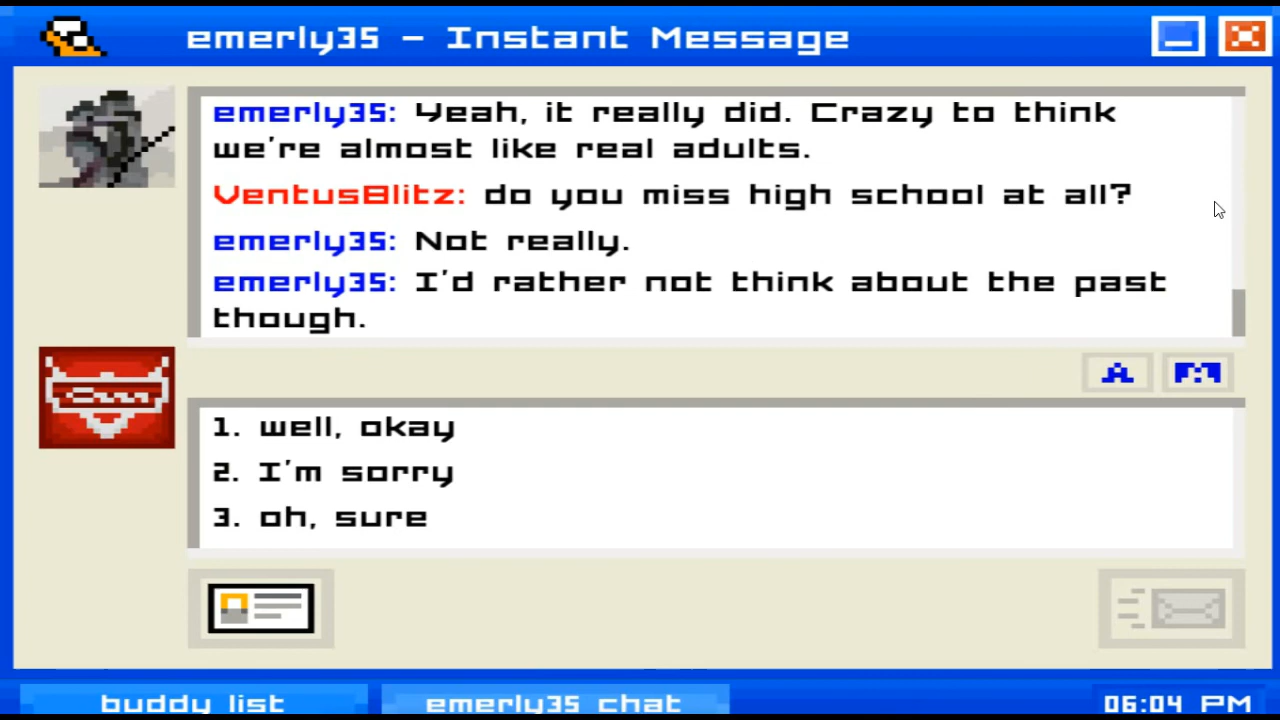 emerly35 - Instant Message
emerly35: Yeah, it really did. Crazy to think
we're almost like real adults.
VentusBlitz: do you miss high school at all?
emerly35: Not really.
emerly35: I'd rather not think about the past
though.
A
1. well, okay
2. I'm sorry
3. oh, sure
buddy list
emerly35 chat
06:04 PM